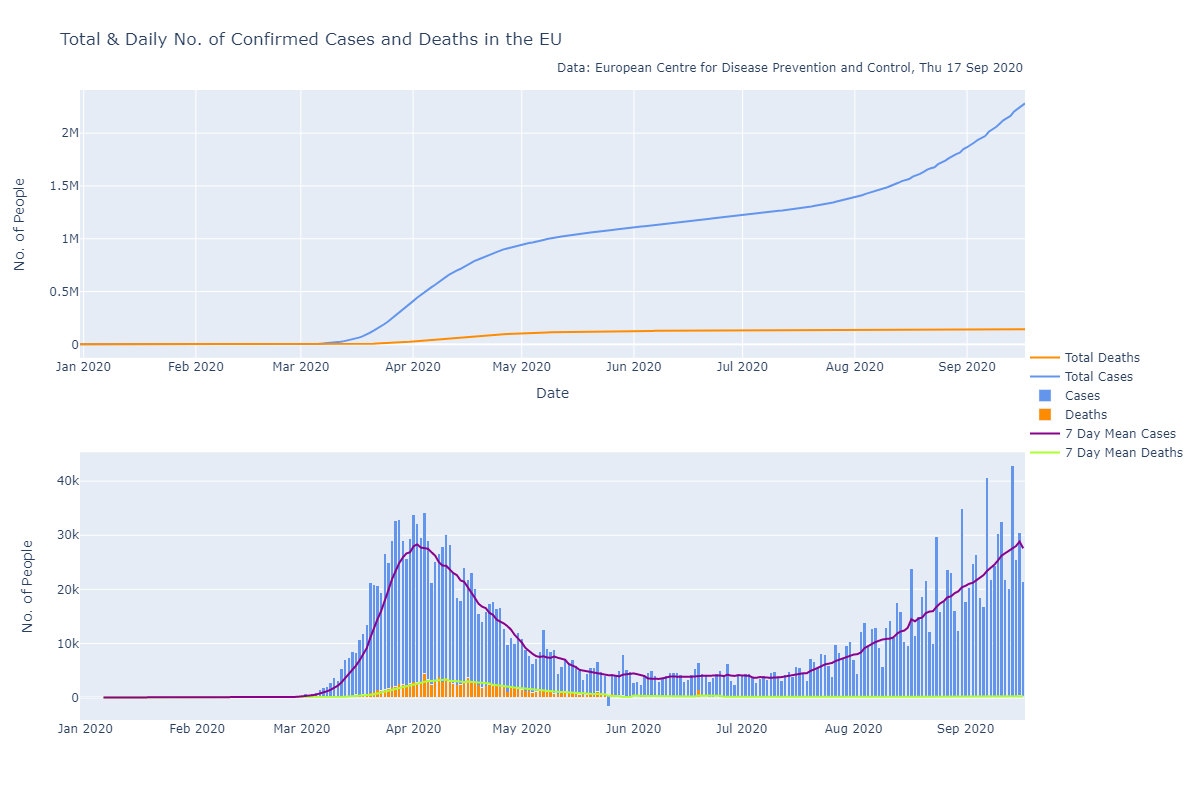 Total & Daily No. of Confirmed Cases and Deaths in the EU
Data: European Centre for Disease Prevention and Control, Thu 17 Sep 2020
No. of People
2M
1.5M
1M
0.5M
0
Jan 2020 Feb 2020 Mar 2020 Apr 2020 May 2020 Jun 2020 Jul 2020 Aug 2020 Sep 2020
Date
Total Deaths
Total Cases
Cases
Deaths
7 Day Mean Cases
7 Day Mean Deaths
No. of People
40k
30k
20k
10k
0
Jan 2020 Feb 2020 Mar 2020 Apr 2020 May 2020 Jun 2020 Jul 2020 Aug 2020 Sep 2020